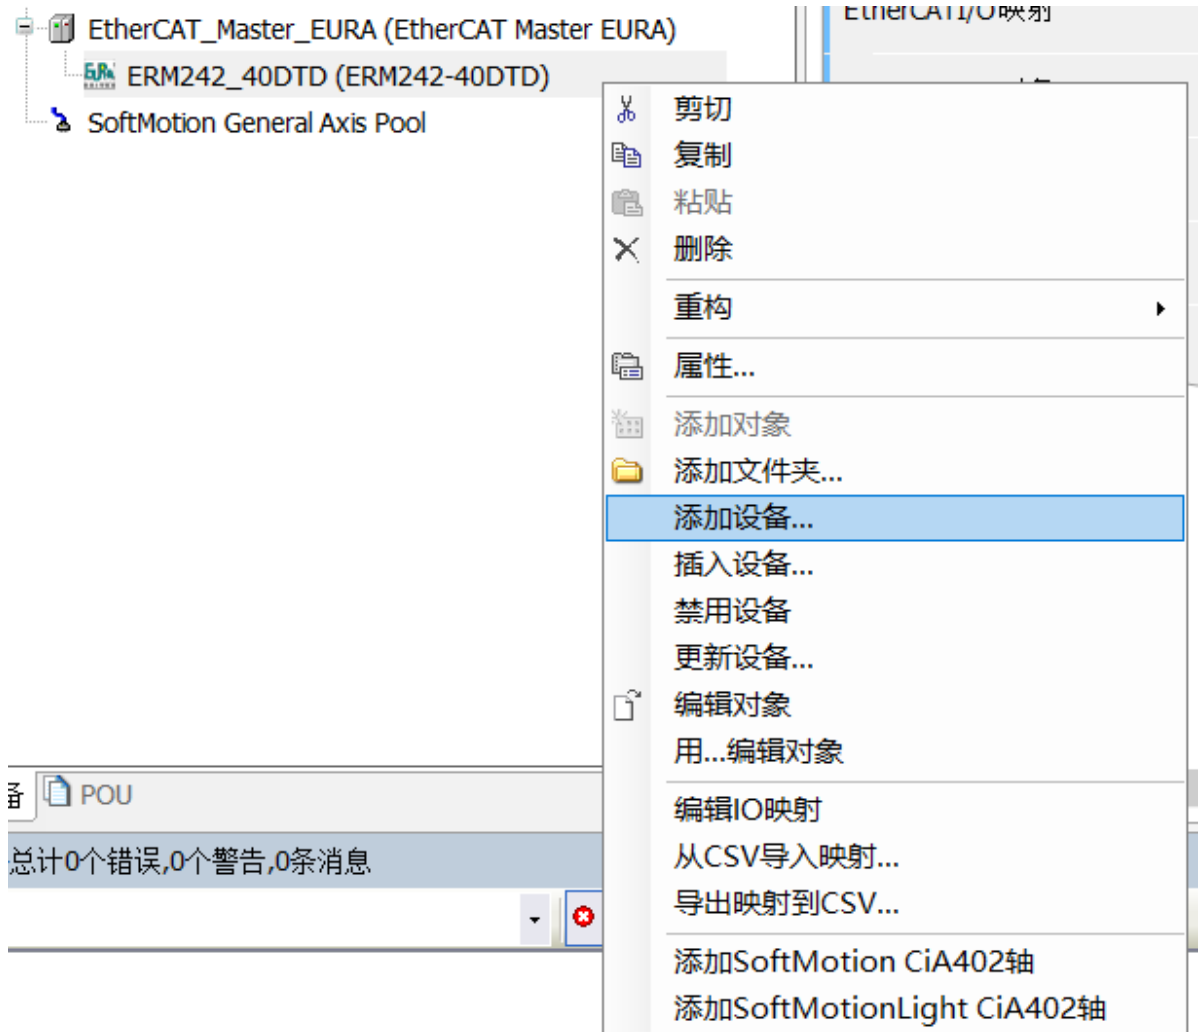 EtherCAT_Master_EURA (EtherCAT Master EURA)
ERM242_40DTD (ERM242-40DTD)
SoftMotion General Axis Pool
EtherCATI/O映射
剪切
复制
粘贴
删除
重构
属性...
添加对象
添加文件夹...
添加设备...
插入设备...
禁用设备
更新设备...
编辑对象
用...编辑对象
编辑IO映射
从CSV导入映射...
导出映射到CSV...
添加SoftMotion CiA402轴
添加SoftMotionLight CiA402轴
备
POU
总计0个错误,0个警告,0条消息